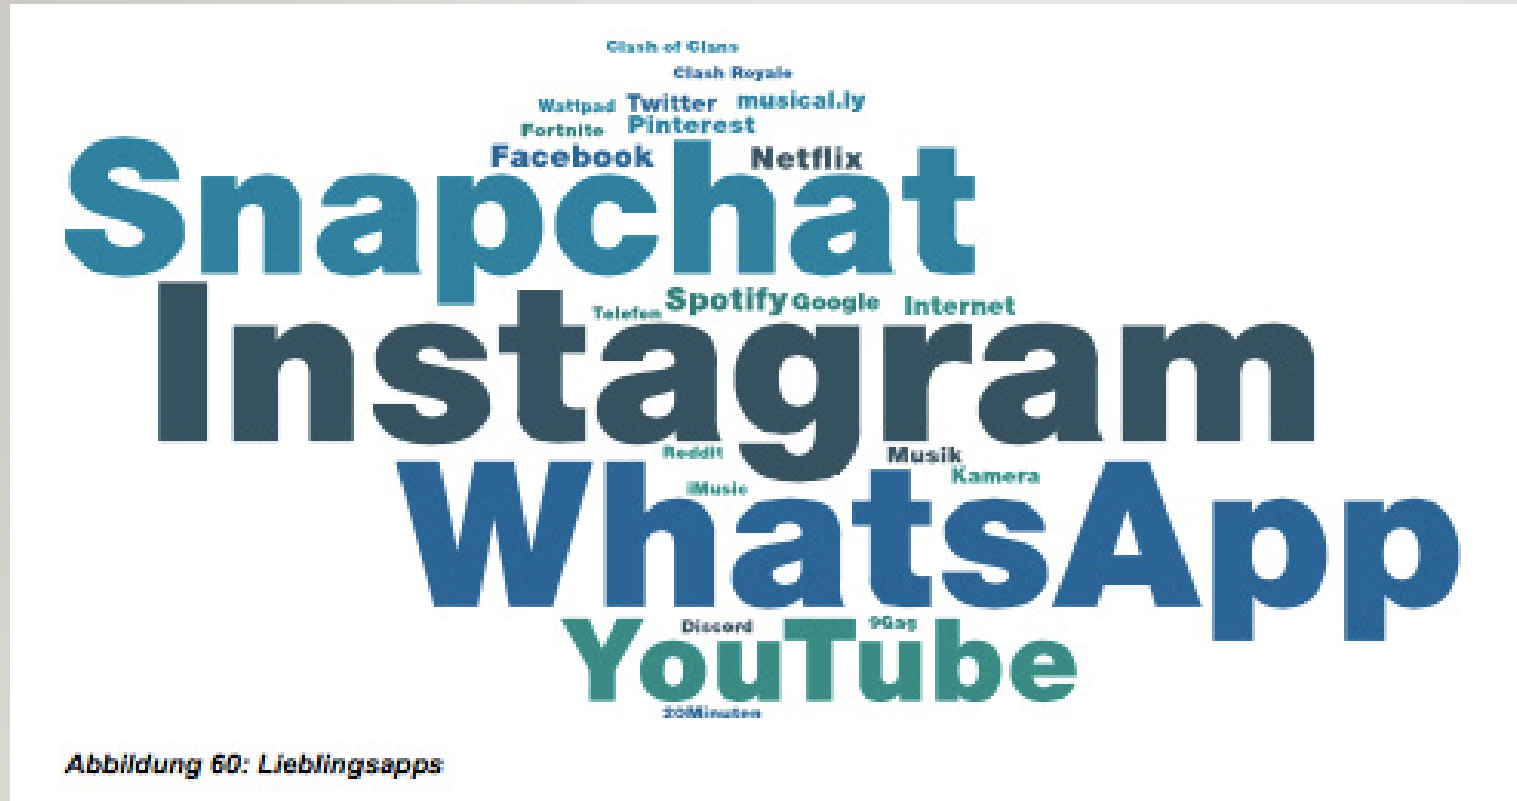 Clash of Clans
Clash Royale
Wattpad Twitter musical.ly
Fortnite Pinterest
Facebook Netflix
Snapchat
Telefon Spotify Google Internet
Instagram
Reddit Musik
Kamera
iMusic
WhatsApp
Discord 9Gag
YouTube
20Minuten
Abbildung 60: Lieblingsapps